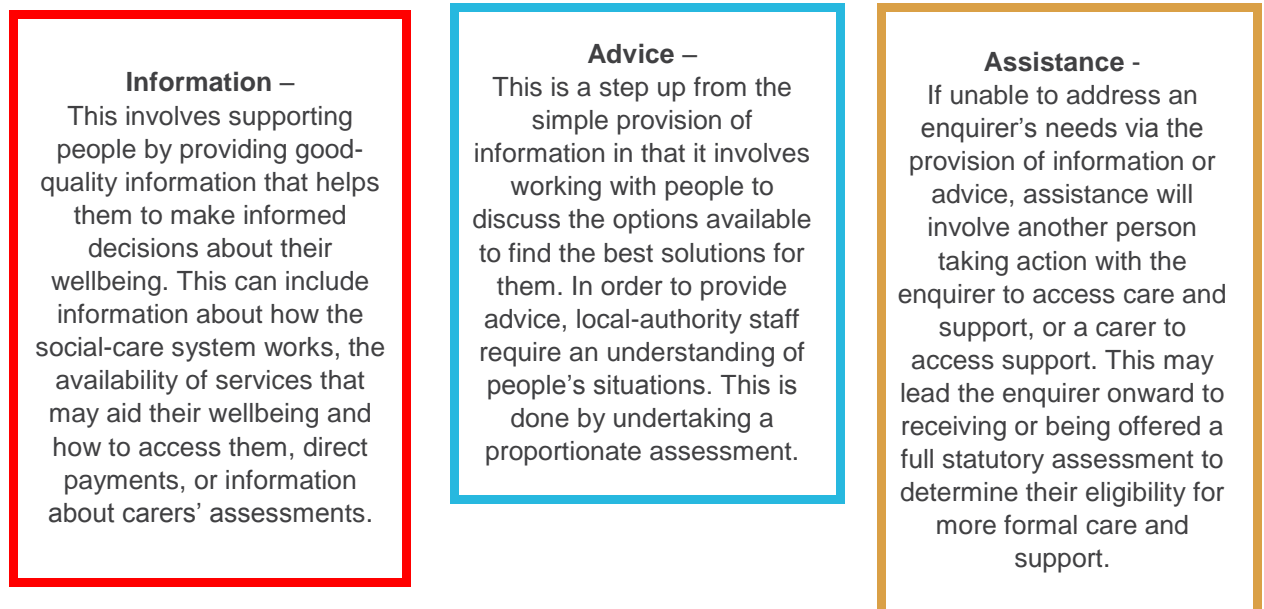 Information –
This involves supporting
people by providing good-
quality information that helps
them to make informed
decisions about their
wellbeing. This can include
information about how the
social-care system works, the
availability of services that
may aid their wellbeing and
how to access them, direct
payments, or information
about carers’ assessments.
Advice –
This is a step up from the
simple provision of
information in that it involves
working with people to
discuss the options available
to find the best solutions for
them. In order to provide
advice, local-authority staff
require an understanding of
people’s situations. This is
done by undertaking a
proportionate assessment.
Assistance -
If unable to address an
enquirer’s needs via the
provision of information or
advice, assistance will
involve another person
taking action with the
enquirer to access care and
support, or a carer to
access support. This may
lead the enquirer onward to
receiving or being offered a
full statutory assessment to
determine their eligibility for
more formal care and
support.